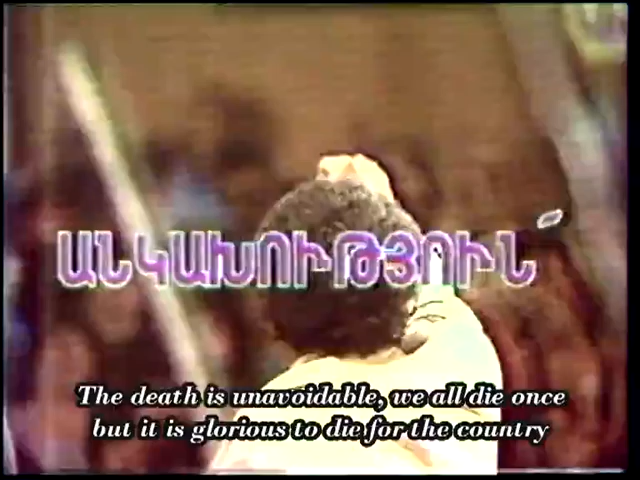 ԱՆԿԱԽՈՒԹՅՈՒՆ
The death is unavoidable, we all die once
but it is glorious to die for the country